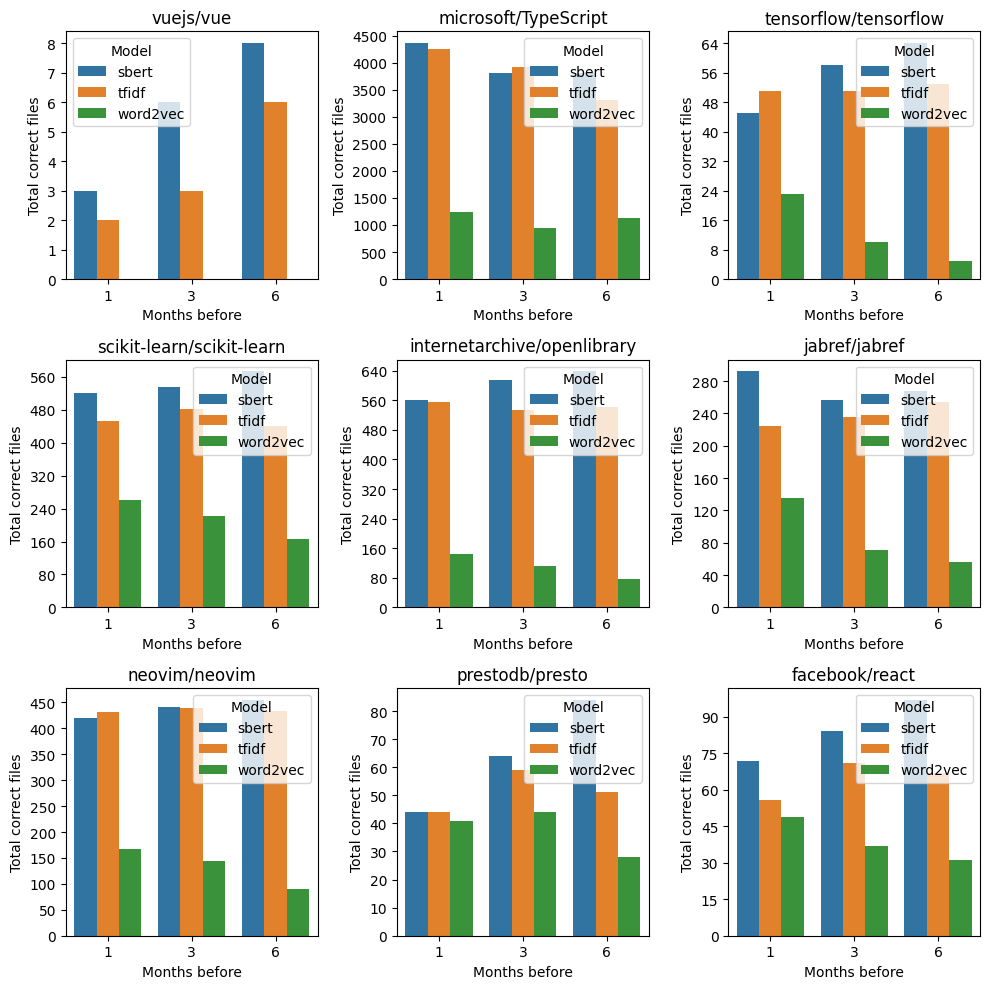 vuejs/vue
Total correct files
8
7
6
5
4
3
2
1
0
Model
sbert
tfidf
word2vec
1 3 6
Months before
microsoft/TypeScript
Total correct files
4500
4000
3500
3000
2500
2000
1500
1000
500
0
Model
sbert
tfidf
word2vec
1 3 6
Months before
tensorflow/tensorflow
Total correct files
64
56
48
40
32
24
16
8
0
Model
sbert
tfidf
word2vec
1 3 6
Months before
scikit-learn/scikit-learn
Total correct files
560
480
400
320
240
160
80
0
Model
sbert
tfidf
word2vec
1 3 6
Months before
internetarchive/openlibrary
Total correct files
640
560
480
400
320
240
160
80
0
Model
sbert
tfidf
word2vec
1 3 6
Months before
jabref/jabref
Total correct files
280
240
200
160
120
80
40
0
Model
sbert
tfidf
word2vec
1 3 6
Months before
neovim/neovim
Total correct files
450
400
350
300
250
200
150
100
50
0
Model
sbert
tfidf
word2vec
1 3 6
Months before
prestodb/presto
Total correct files
80
70
60
50
40
30
20
10
0
Model
sbert
tfidf
word2vec
1 3 6
Months before
facebook/react
Total correct files
90
75
60
45
30
15
0
Model
sbert
tfidf
word2vec
1 3 6
Months before